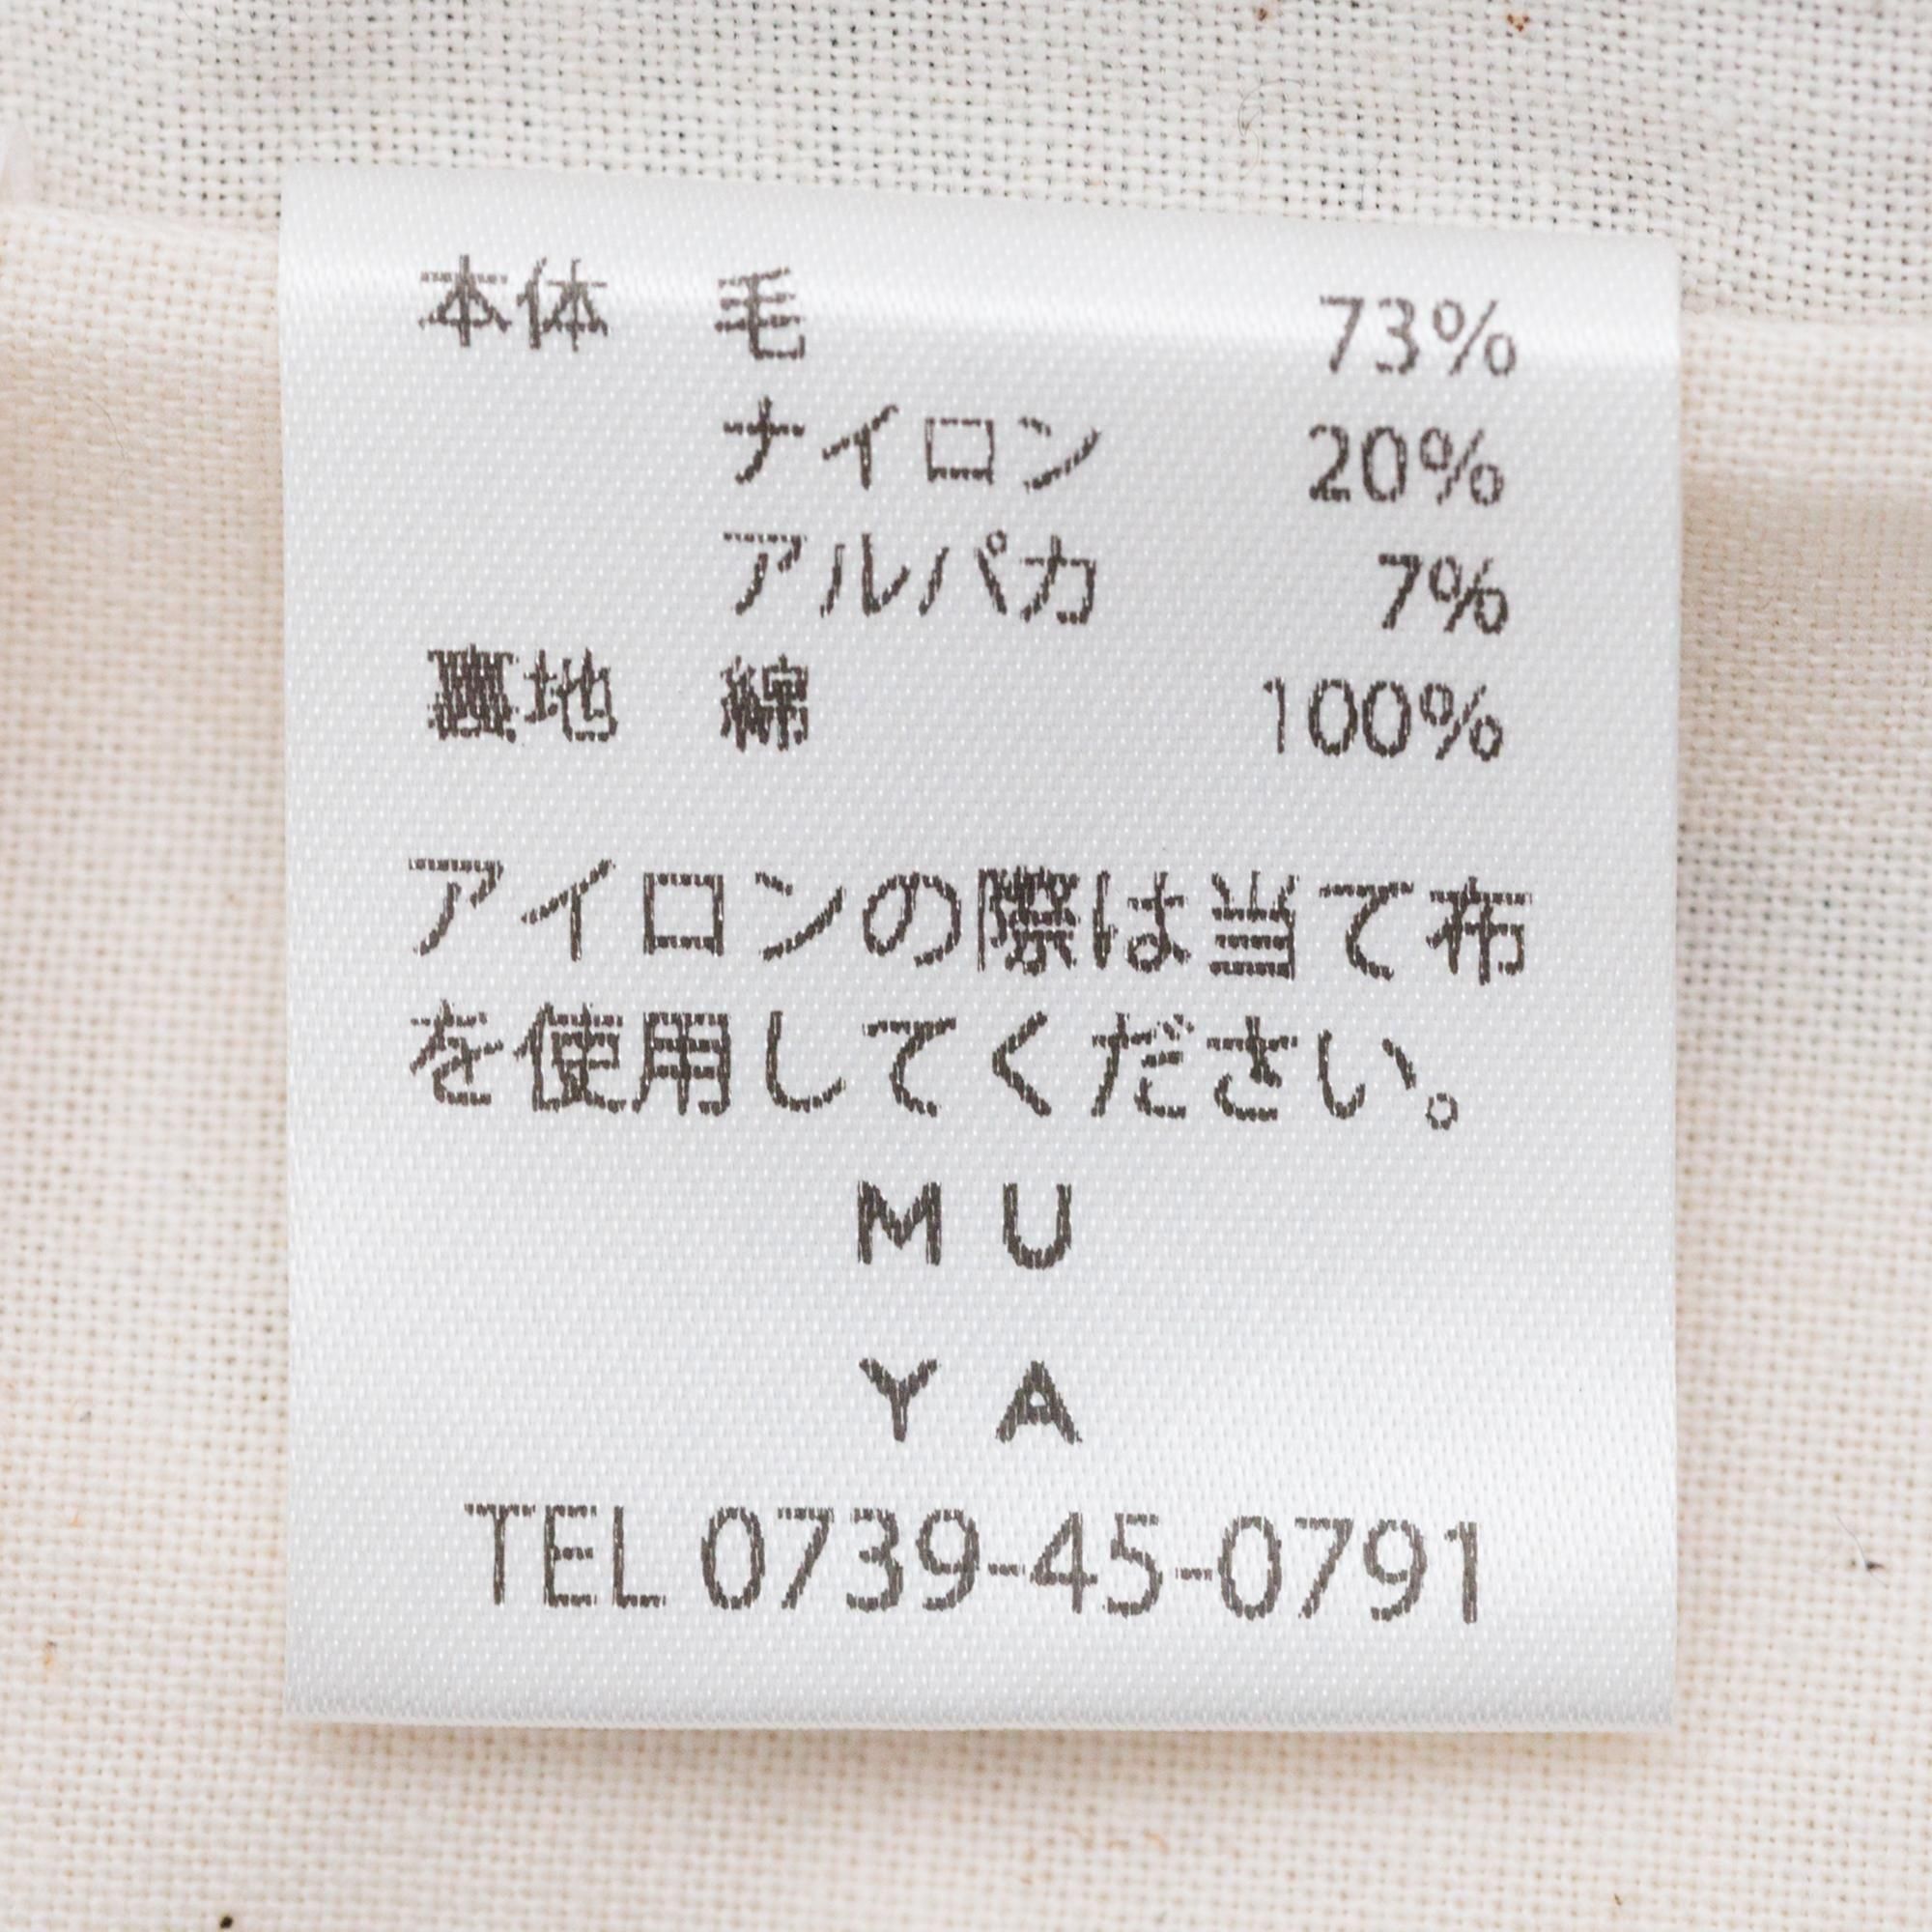 本体 毛 73%
ナイロン 20%
アルパカ 7%
裏地 綿 100%
アイロンの際は当て布
を使用してください。
M U
Y A
TEL 0739-45-0791